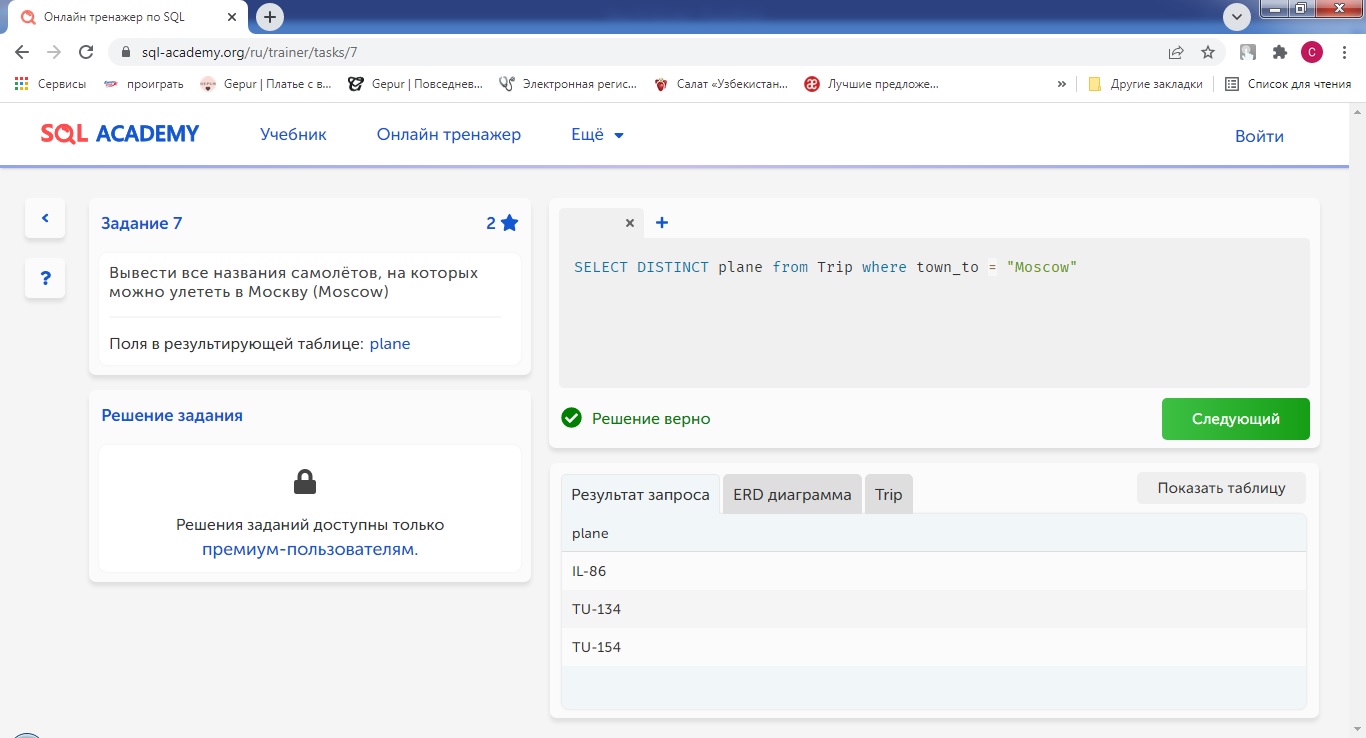 Онлайн тренажер по SQL
sql-academy.org/ru/trainer/tasks/7
C
Сервисы
проиграть
Gepur | Платье с в...
Gepur | Повседнев...
Электронная регис...
Салат «Узбекистан...
Лучшие предложе...
»
Другие закладки
Список для чтения
SQL ACADEMY
Учебник
Онлайн тренажер
Ещё
Войти
Задание 7
2
Вывести все названия самолётов, на которых
можно улететь в Москву (Moscow)
Поля в результирующей таблице: plane
Решение задания
Решения заданий доступны только
премиум-пользователям.
?
SELECT DISTINCT plane from Trip where town_to = "Moscow"
Решение верно
Следующий
Результат запроса
ERD диаграмма
Trip
Показать таблицу
plane
IL-86
TU-134
TU-154